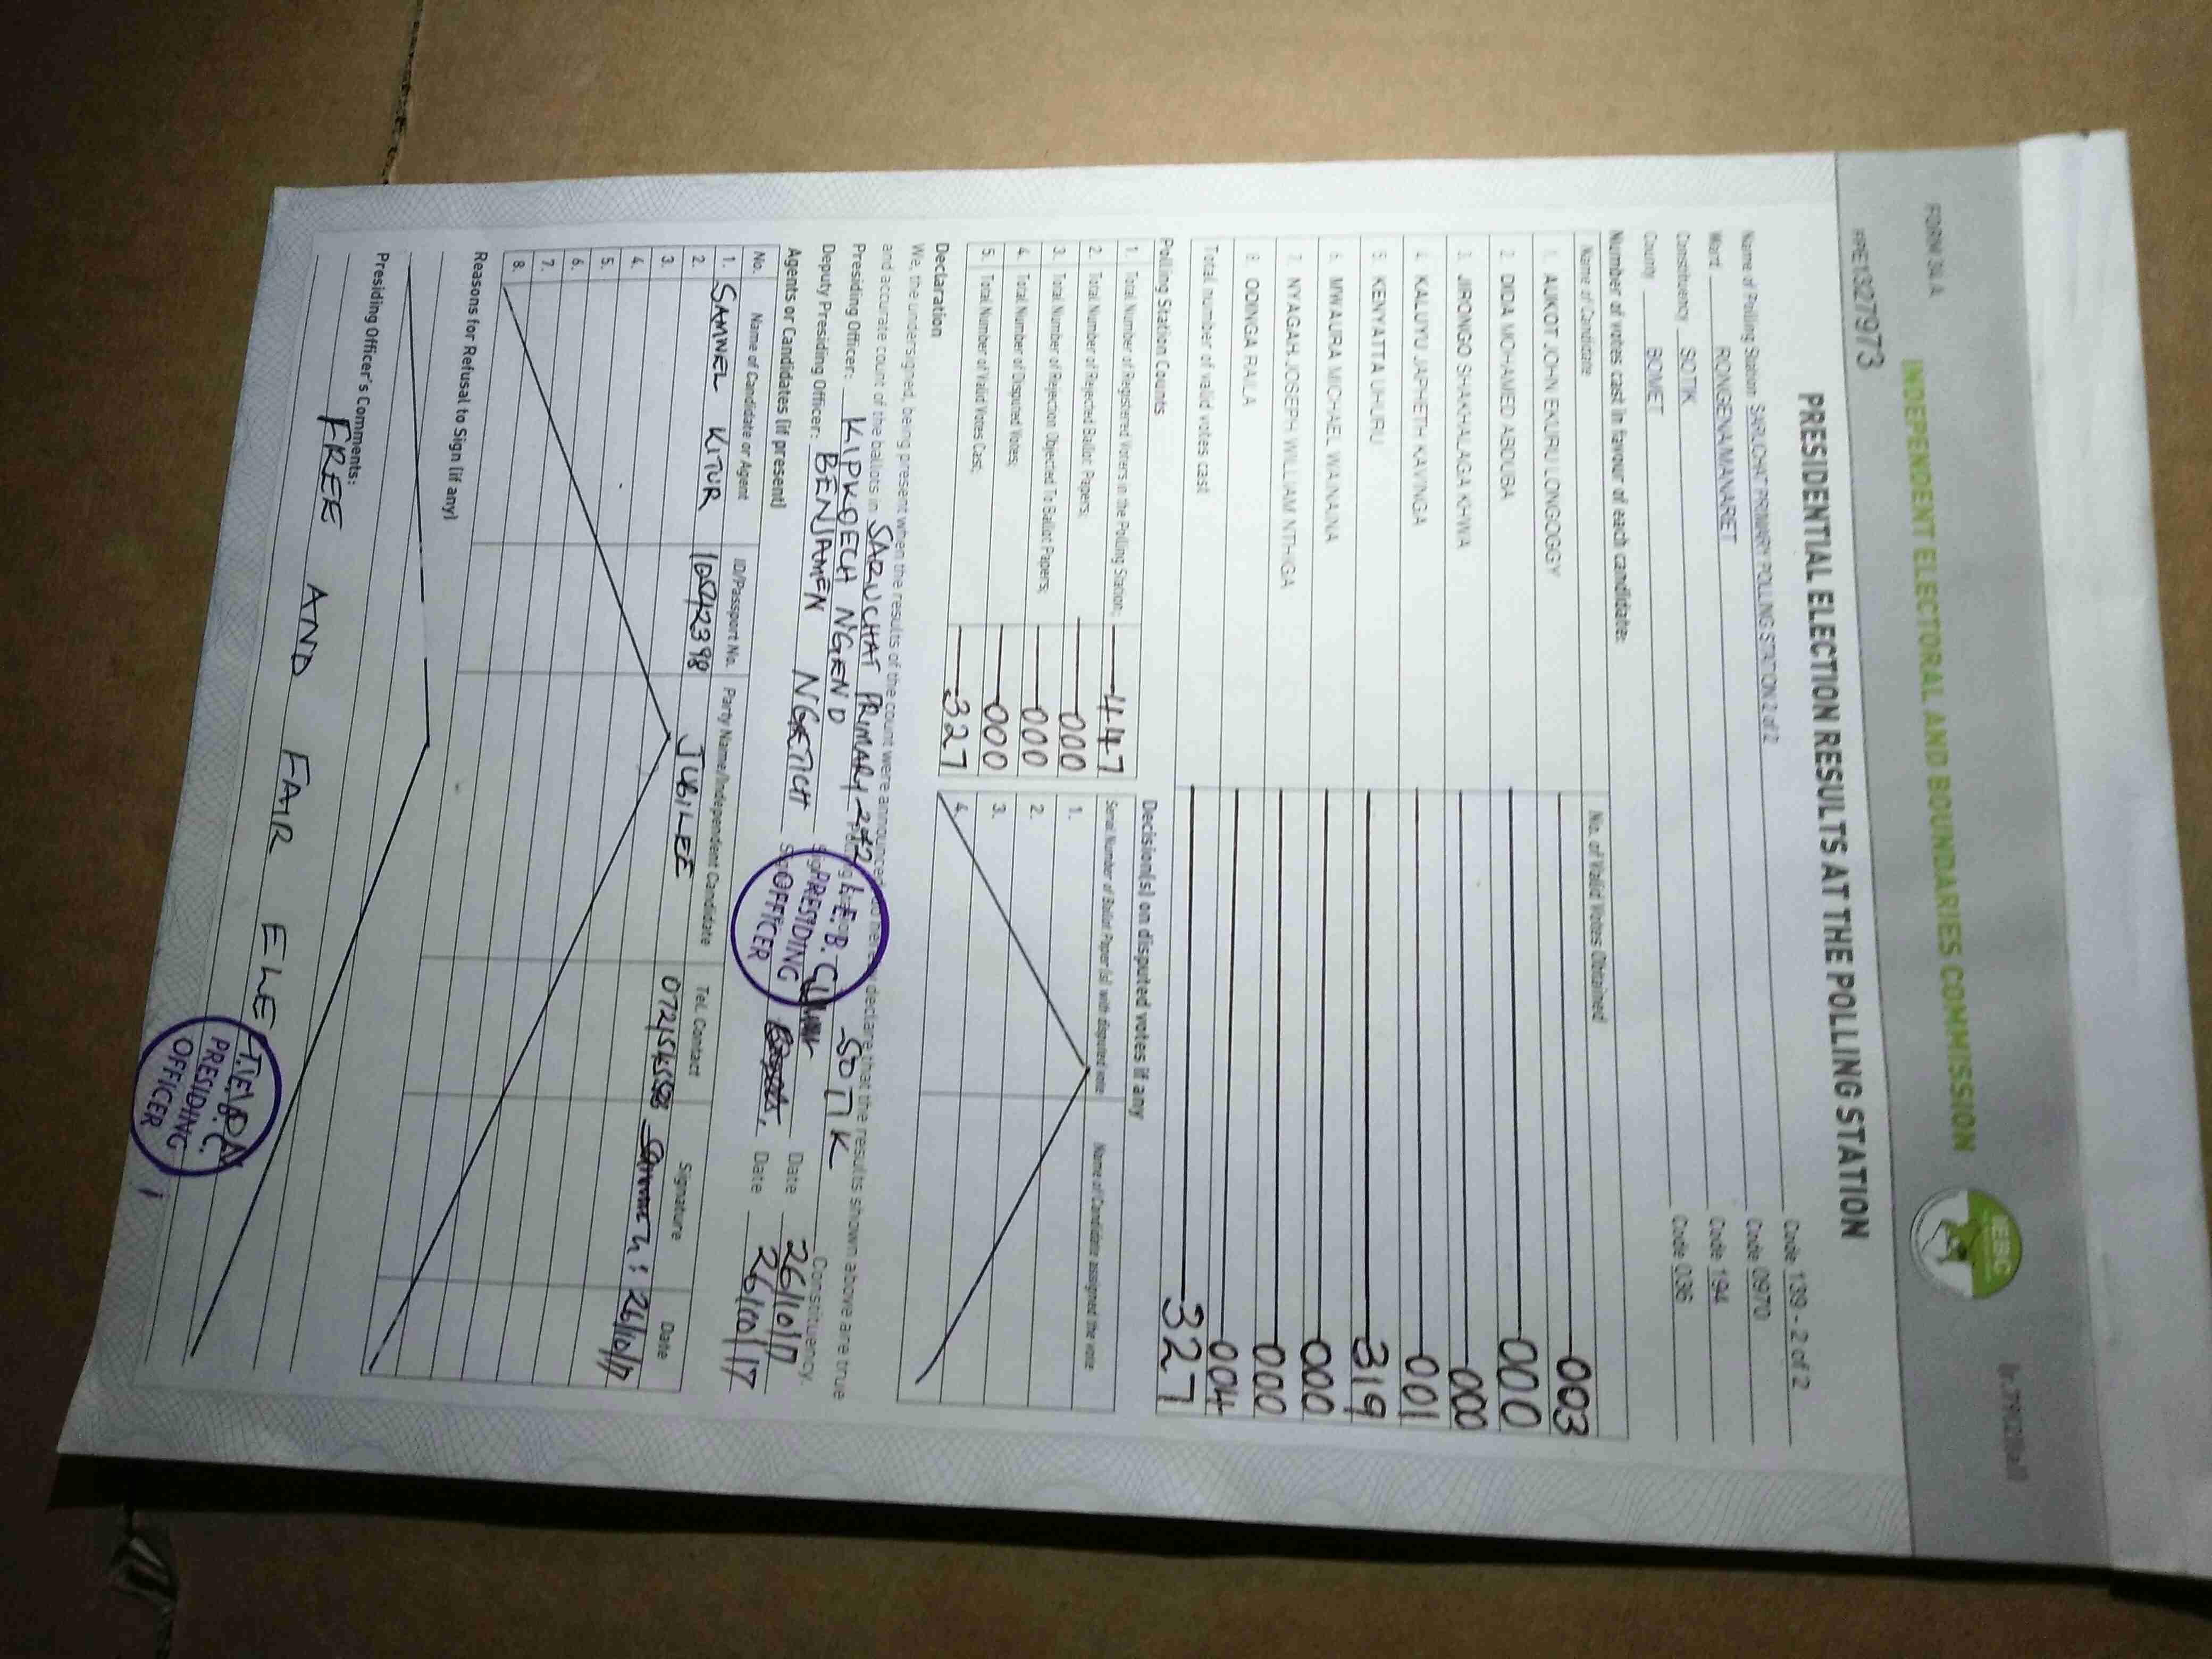 FORM 34 A
INDEPENDENT ELECTORAL AND BOUNDARIES COMMISSION
IEBC
PRE1327973
PRESIDENTIAL ELECTION RESULTS AT THE POLLING STATION
Name of Polling Station SARUCHAT PRIMARY POLLING STATION 2 of 2 Code 139 - 2 of 2
Ward RONGENA/MANARET Code 0970
Constituency SOTIK Code 194
County BOMET Code 036
Number of votes cast in favour of each candidate:
Name of Candidate No. of Valid Votes Obtained
1. AUKOT JOHN EKURU LONGOGGY 003
2. DIDA MOHAMED ABDUBA 000
3. JIRONGO SHAKHALAGA KHWA 000
4. KALUYU JAPHETH KAVINGA 001
5. KENYATTA UHURU 319
6. MWAURA MICHAEL WAINAINA 000
7. NYAGAH JOSEPH WILLIAM NTHIGA 000
8. ODINGA RAILA 004
Total number of valid votes cast 327
Polling Station Counts
1. Total Number of Registered Voters in the Polling Station; 447
2. Total Number of Rejected Ballot Papers; 000
3. Total Number of Rejection Objected To Ballot Papers; 000
4. Total Number of Disputed Votes; 000
5. Total Number of Valid Votes Cast; 327
Decision(s) on disputed votes if any
Serial Number of Ballot Paper(s) with disputed vote Name of Candidate assigned the vote
1.
2.
3.
4.
Declaration
We, the undersigned, being present when the results of the count were announced, do hereby declare that the results shown above are true
and accurate count of the ballots in SARUCHAT PRIMARY - 2 of 2 SOTIK Constituency.
Presiding Officer: KIPKOECH NGENO Date 26/10/17
Deputy Presiding Officer: BENJAMEN NGETICH Date 26/10/17
I.E.B.C.
PRESIDING
OFFICER
Agents or Candidates (if present)
No. Name of Candidate or Agent ID/Passport No. Party Name/Independent Candidate Tel. Contact Signature Date
1. SAMWEL KITUR 10542398 JUBILEE 26/10/17
2.
3.
4.
5.
6.
7.
8.
Reasons for Refusal to Sign (if any)
Presiding Officer's Comments:
FREE AND FAIR
I.E.B.C.
PRESIDING
OFFICER